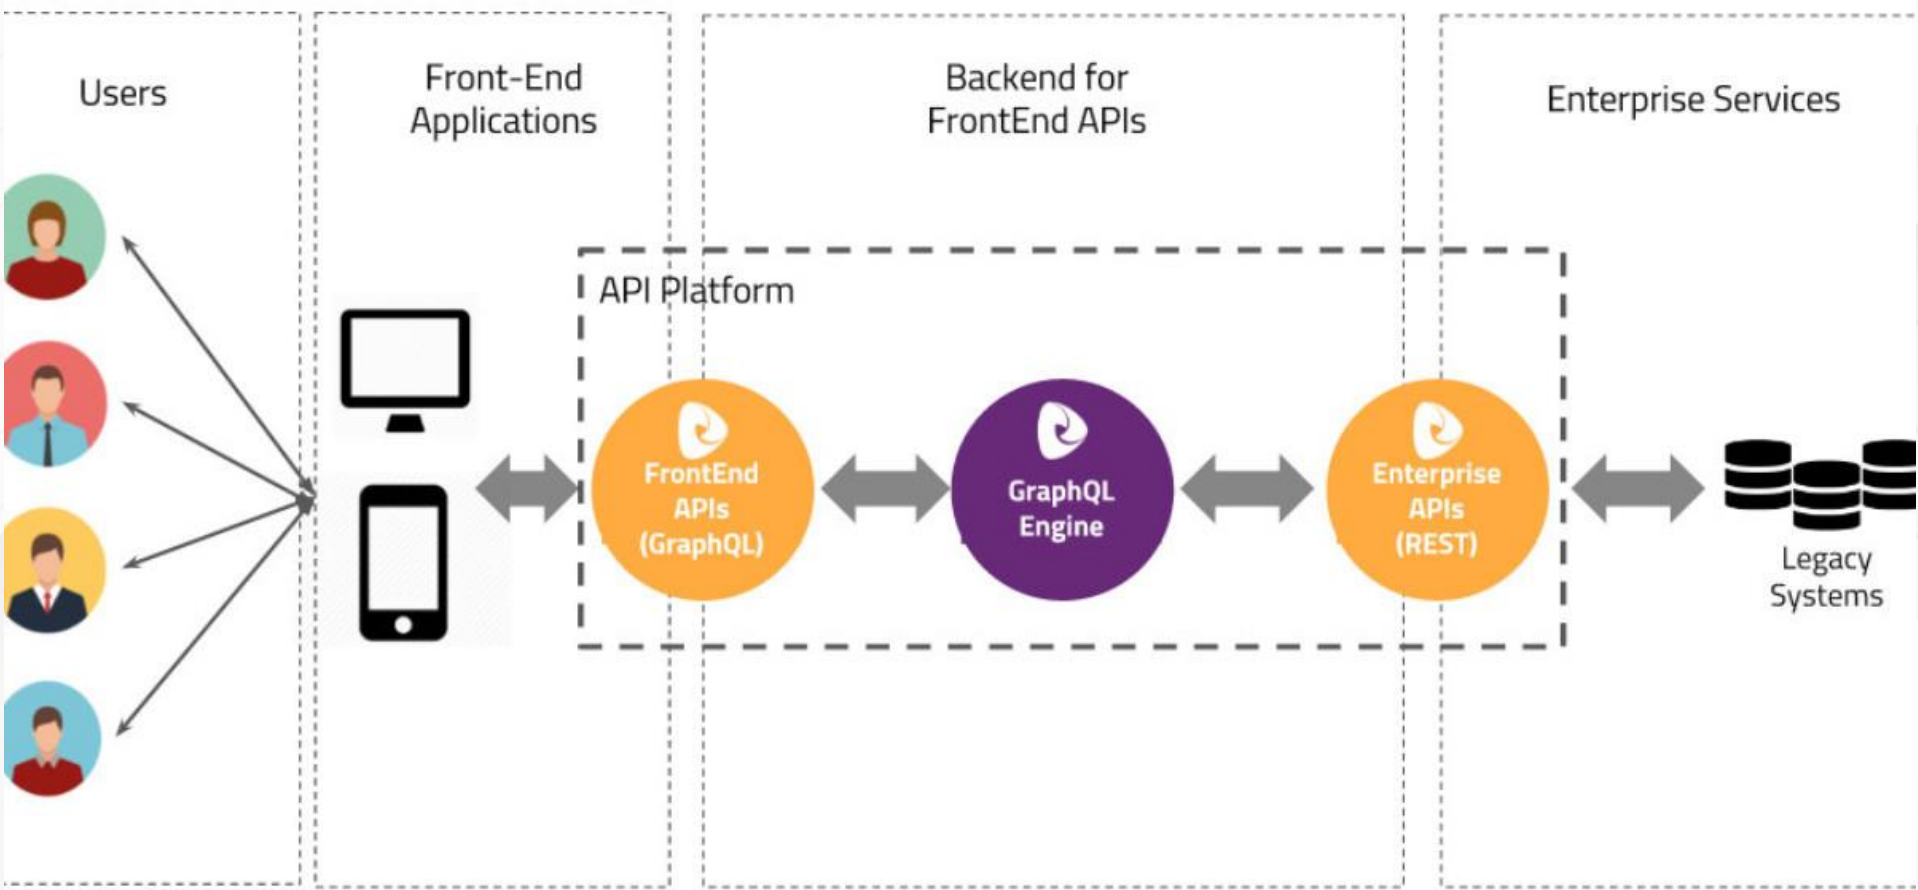 Users
Front-End
Applications
Backend for
FrontEnd APIs
Enterprise Services
API Platform
FrontEnd
APIs
(GraphQL)
GraphQL
Engine
Enterprise
APIs
(REST)
Legacy
Systems